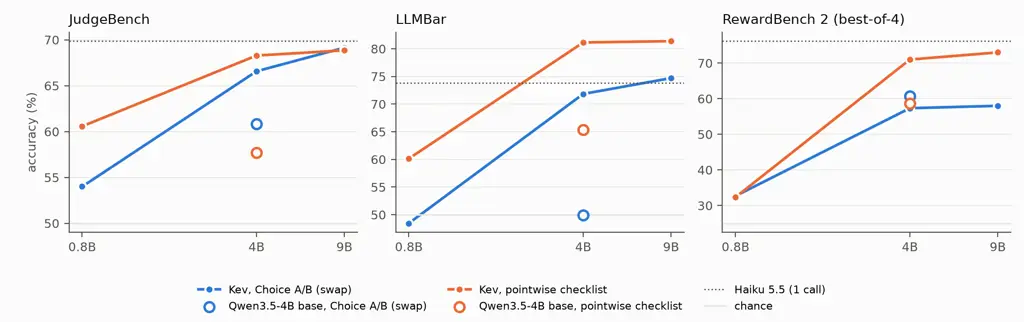 JudgeBench
LLMBar
RewardBench 2 (best-of-4)
accuracy (%)
70
65
60
55
50
0.8B
4B
9B
80
75
70
65
60
55
50
0.8B
4B
9B
70
60
50
40
30
0.8B
4B
9B
Kev, Choice A/B (swap)
Kev, pointwise checklist
Haiku 5.5 (1 call)
Qwen3.5-4B base, Choice A/B (swap)
Qwen3.5-4B base, pointwise checklist
chance